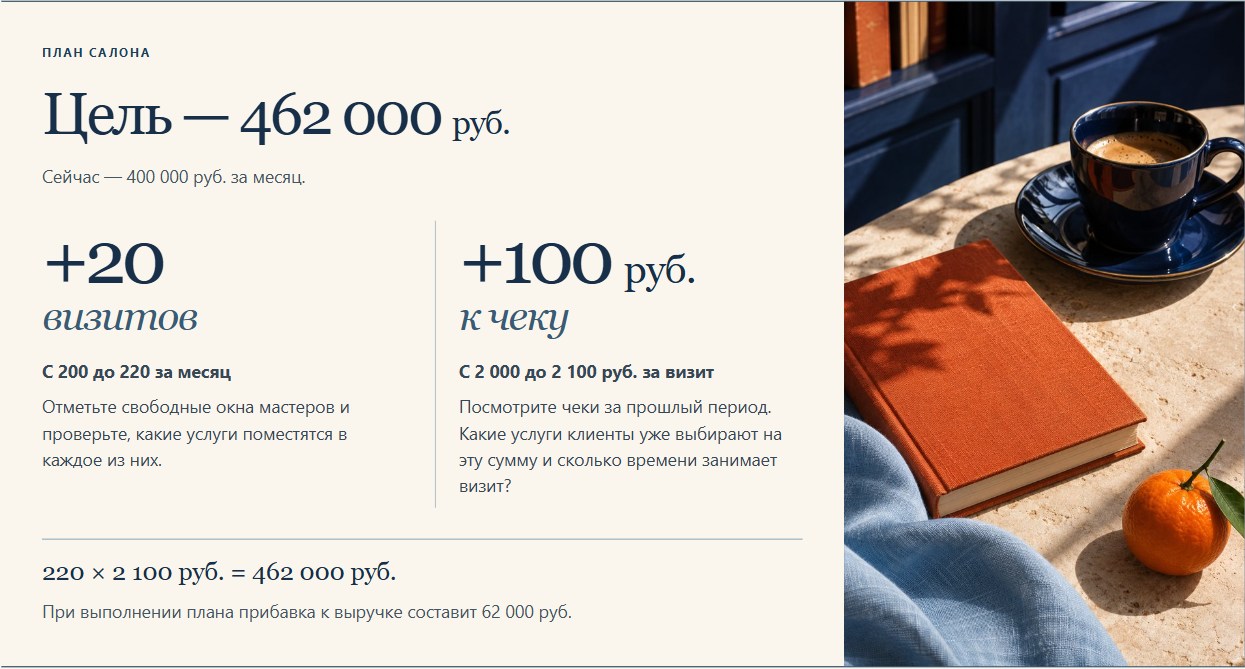 ПЛАН САЛОНА
Цель — 462 000 руб.
Сейчас — 400 000 руб. за месяц.
+20
визитов
С 200 до 220 за месяц
Отметьте свободные окна мастеров и
проверьте, какие услуги поместятся в
каждое из них.
+100 руб.
к чеку
С 2 000 до 2 100 руб. за визит
Посмотрите чеки за прошлый период.
Какие услуги клиенты уже выбирают на
эту сумму и сколько времени занимает
визит?
220 × 2 100 руб. = 462 000 руб.
При выполнении плана прибавка к выручке составит 62 000 руб.